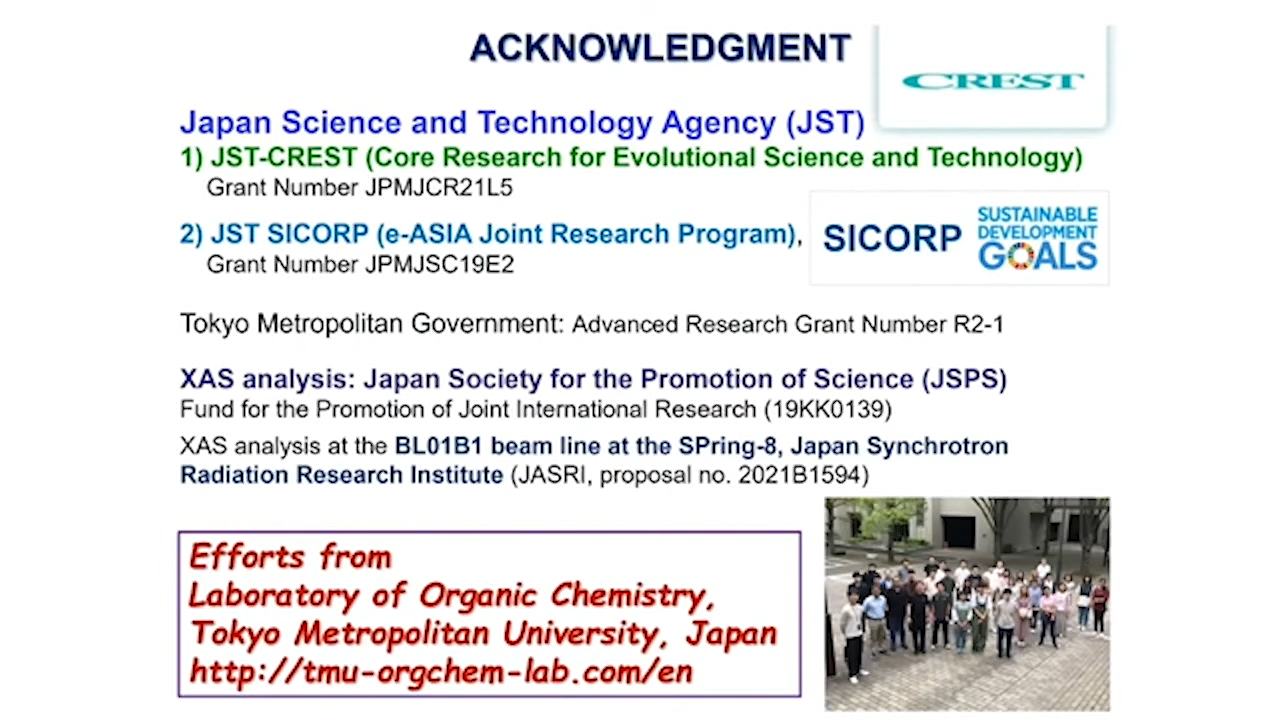 ACKNOWLEDGMENT
CREST
Japan Science and Technology Agency (JST)
1) JST-CREST (Core Research for Evolutional Science and Technology)
Grant Number JPMJCR21L5
2) JST SICORP (e-ASIA Joint Research Program),
Grant Number JPMJSC19E2
SICORP
SUSTAINABLE
DEVELOPMENT
GOALS
Tokyo Metropolitan Government: Advanced Research Grant Number R2-1
XAS analysis: Japan Society for the Promotion of Science (JSPS)
Fund for the Promotion of Joint International Research (19KK0139)
XAS analysis at the BL01B1 beam line at the SPring-8, Japan Synchrotron
Radiation Research Institute (JASRI, proposal no. 2021B1594)
Efforts from
Laboratory of Organic Chemistry,
Tokyo Metropolitan University, Japan
http://tmu-orgchem-lab.com/en